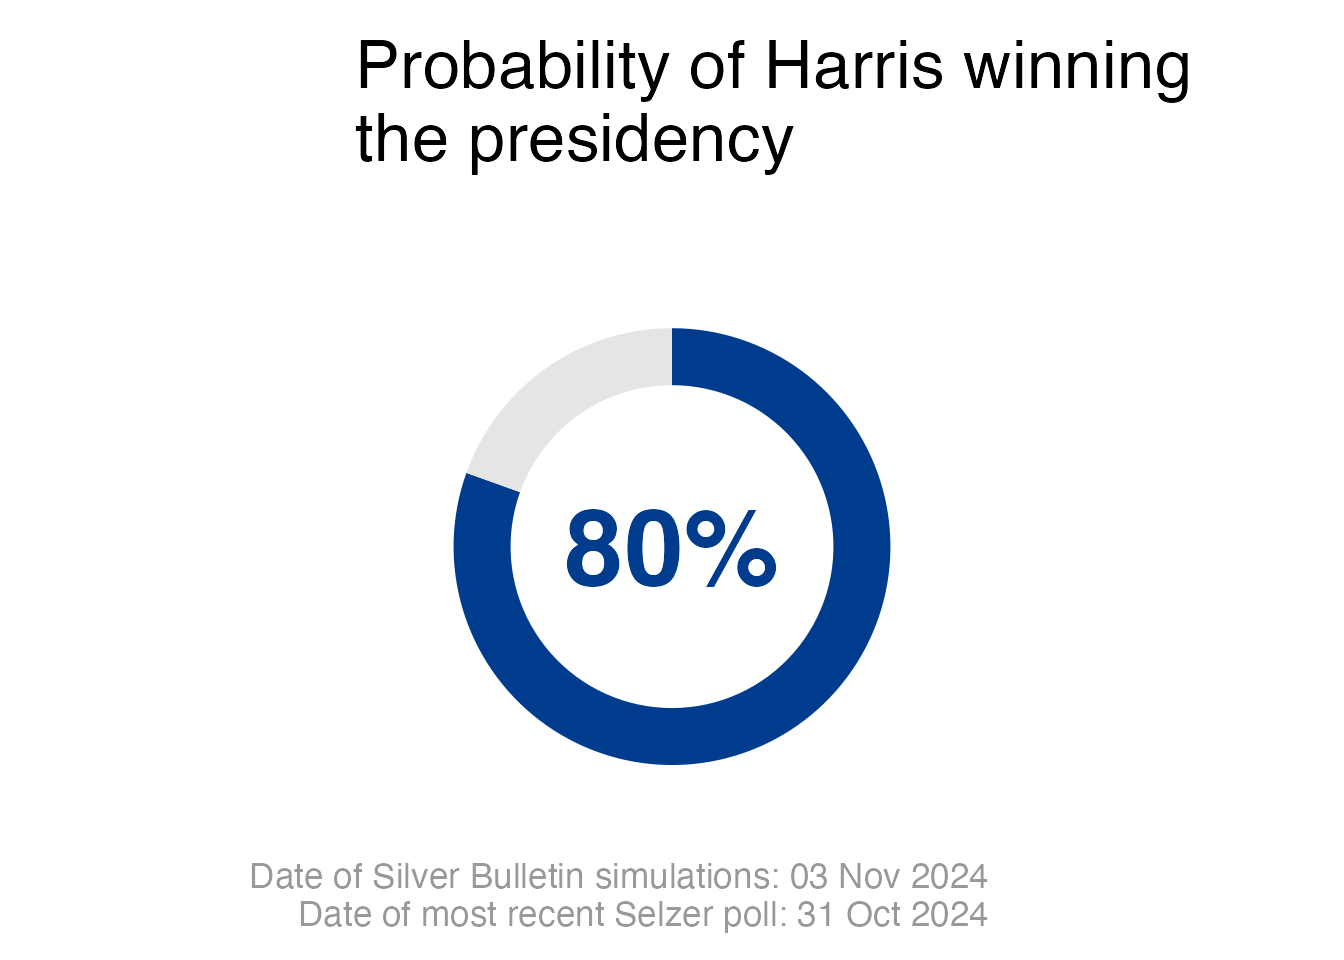 Probability of Harris winning
the presidency
80%
Date of Silver Bulletin simulations: 03 Nov 2024
Date of most recent Selzer poll: 31 Oct 2024